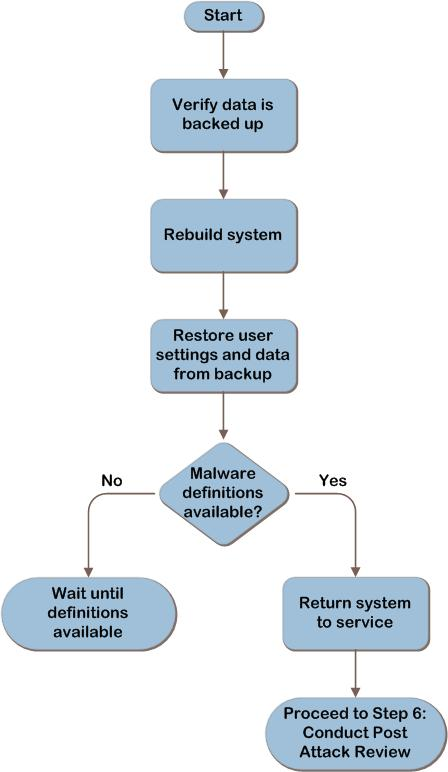 Start
Verify data is
backed up
Rebuild system
Restore user
settings and data
from backup
Malware
definitions
available?
No
Yes
Wait until
definitions
available
Return system
to service
Proceed to Step 6:
Conduct Post
Attack Review